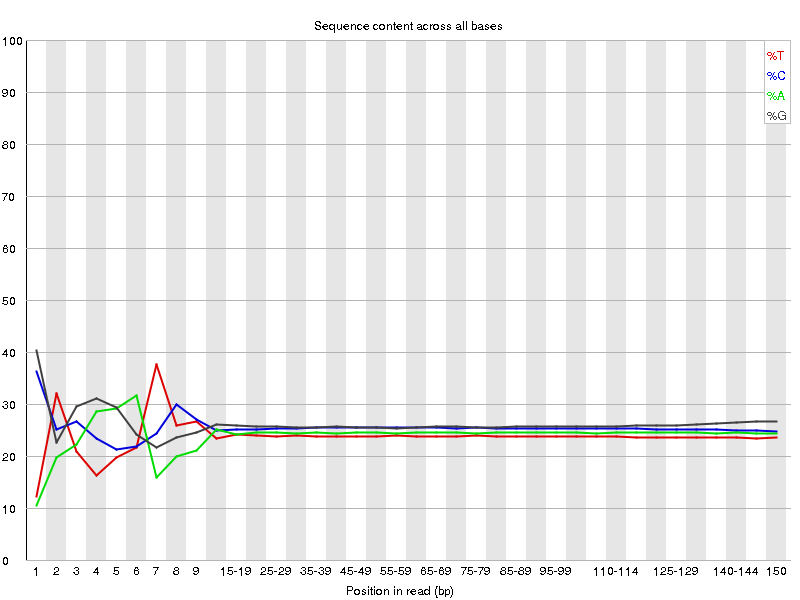 Sequence content across all bases
100
90
80
70
60
50
40
30
20
10
0
%T
%C
%A
%G
1 2 3 4 5 6 7 8 9 15-19 25-29 35-39 45-49 55-59 65-69 75-79 85-89 95-99 110-114 125-129 140-144 150
Position in read (bp)